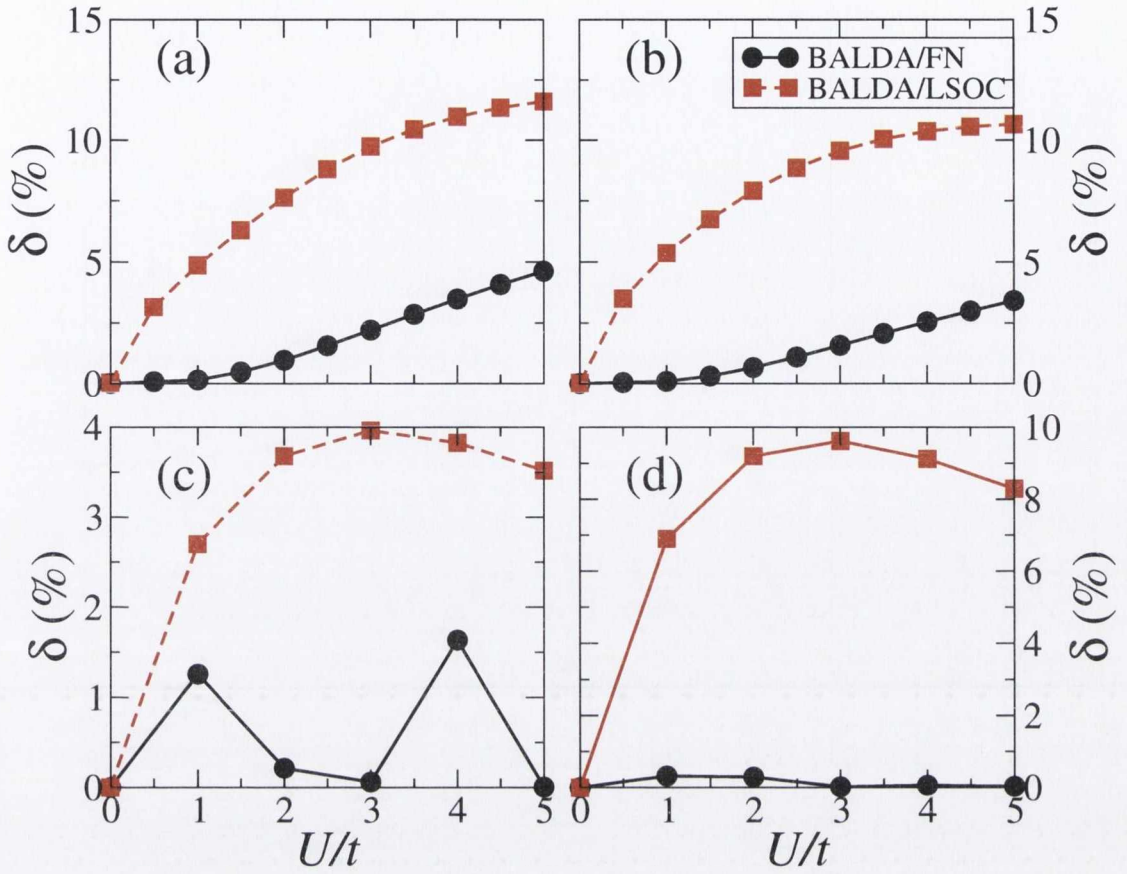 15
(a)
10
δ (%)
5
0
(b)
BALDA/FN
BALDA/LSOC
15
10
δ (%)
5
0
4
(c)
3
δ (%)
2
1
0
0 1 2 3 4 5
U/t
(d)
10
8
6
δ (%)
4
2
0
0 1 2 3 4 5
U/t